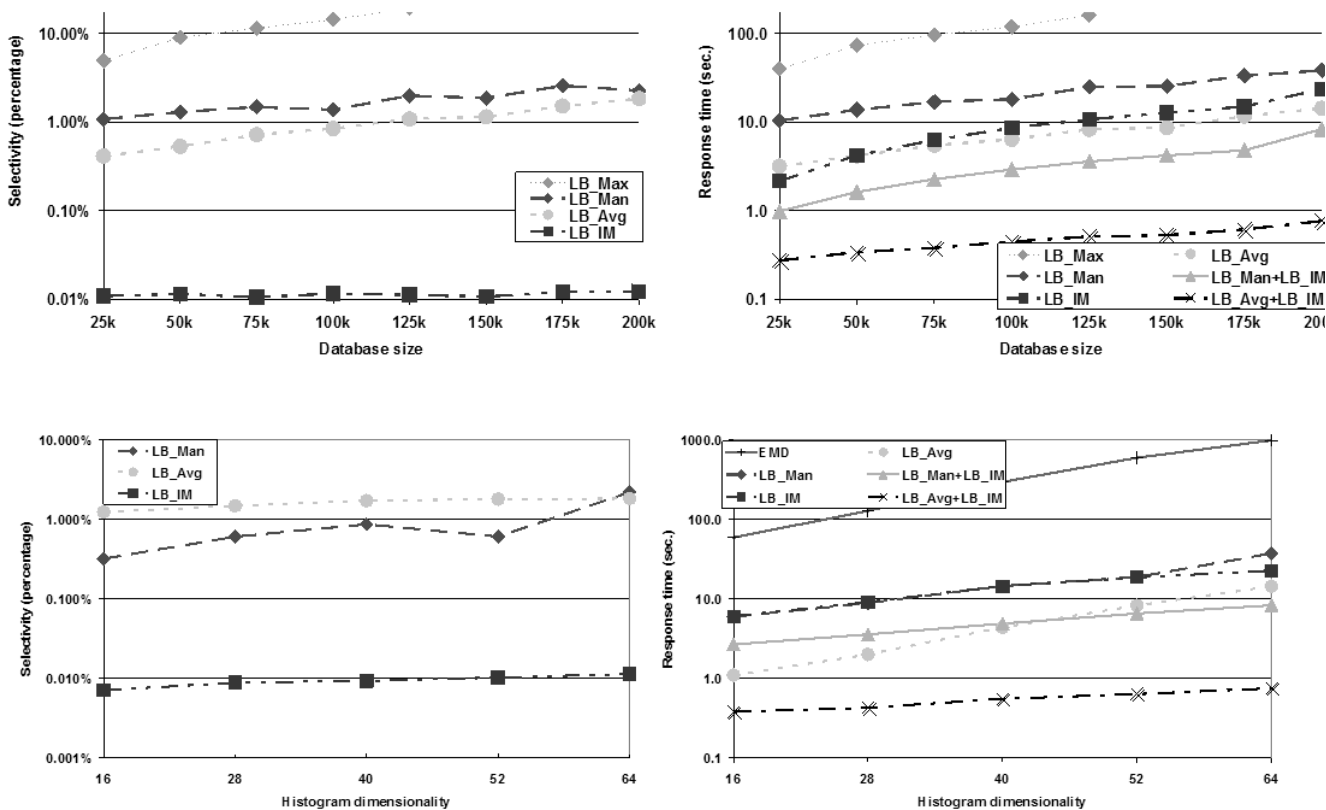 Selectivity (percentage)
10.00%
1.00%
0.10%
0.01%
LB_Max
LB_Man
LB_Avg
LB_IM
25k 50k 75k 100k 125k 150k 175k 200k
Database size
Response time (sec.)
100.0
10.0
1.0
0.1
LB_Max LB_Avg
LB_Man LB_Man+LB_IM
LB_IM LB_Avg+LB_IM
25k 50k 75k 100k 125k 150k 175k 200k
Database size
Selectivity (percentage)
10.000%
1.000%
0.100%
0.010%
0.001%
LB_Man
LB_Avg
LB_IM
16 28 40 52 64
Histogram dimensionality
Response time (sec.)
1000.0
100.0
10.0
1.0
0.1
EMD LB_Avg
LB_Man LB_Man+LB_IM
LB_IM LB_Avg+LB_IM
16 28 40 52 64
Histogram dimensionality